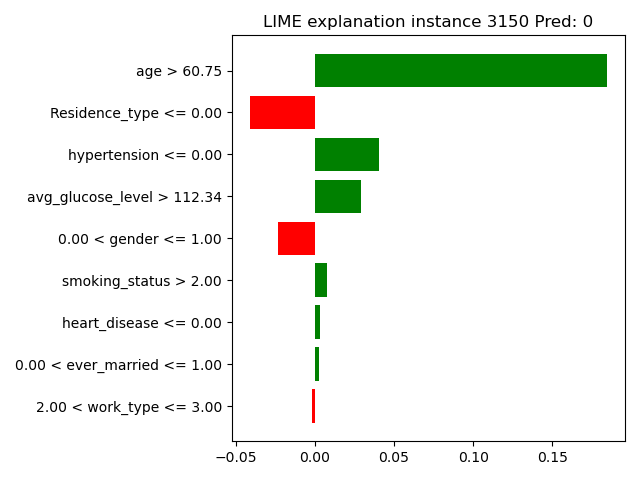 LIME explanation instance 3150 Pred: 0
age > 60.75
Residence_type <= 0.00
hypertension <= 0.00
avg_glucose_level > 112.34
0.00 < gender <= 1.00
smoking_status > 2.00
heart_disease <= 0.00
0.00 < ever_married <= 1.00
2.00 < work_type <= 3.00
−0.05 0.00 0.05 0.10 0.15